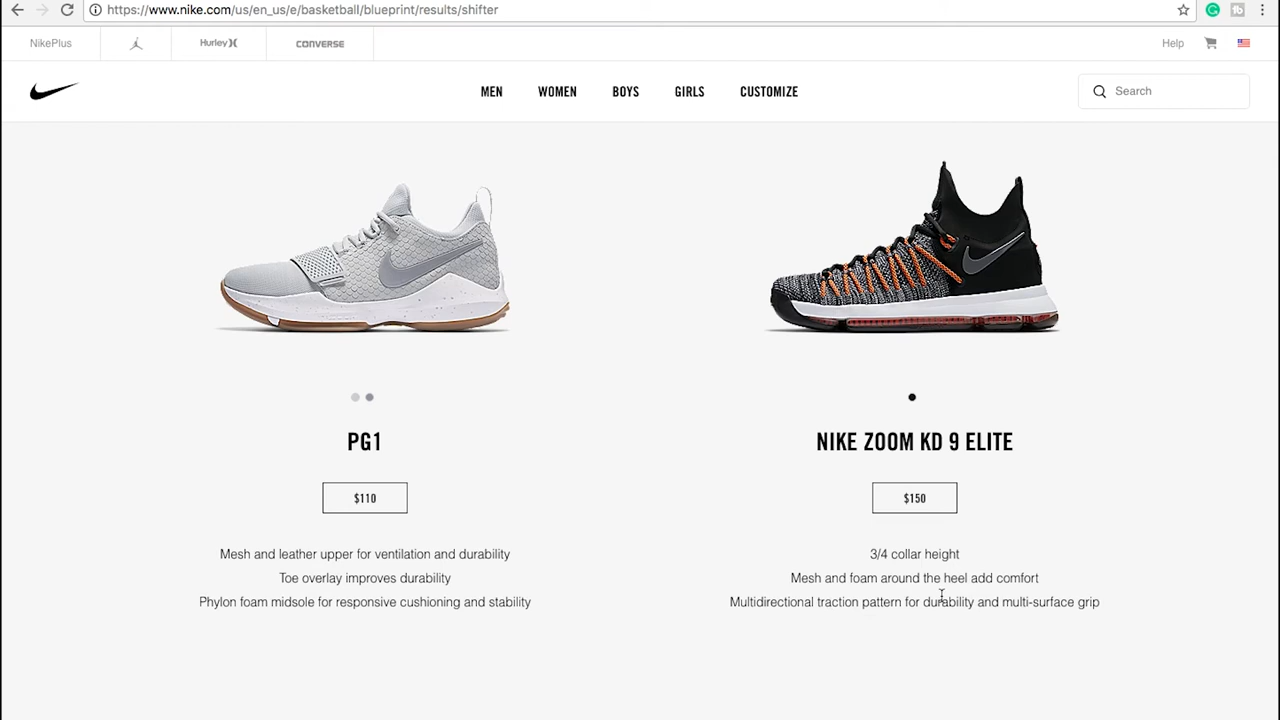 https://www.nike.com/us/en_us/e/basketball/blueprint/results/shifter
NikePlus
Hurley
CONVERSE
Help
MEN
WOMEN
BOYS
GIRLS
CUSTOMIZE
Search
PG1
$110
Mesh and leather upper for ventilation and durability
Toe overlay improves durability
Phylon foam midsole for responsive cushioning and stability
NIKE ZOOM KD 9 ELITE
$150
3/4 collar height
Mesh and foam around the heel add comfort
Multidirectional traction pattern for durability and multi-surface grip